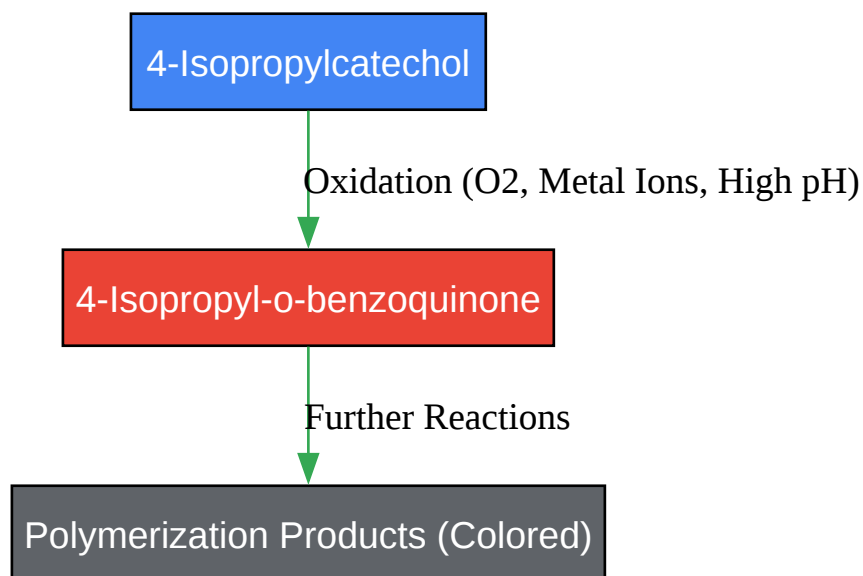 4-Isopropylcatechol
Oxidation (O2, Metal Ions, High pH)
4-Isopropyl-o-benzoquinone
Further Reactions
Polymerization Products (Colored)